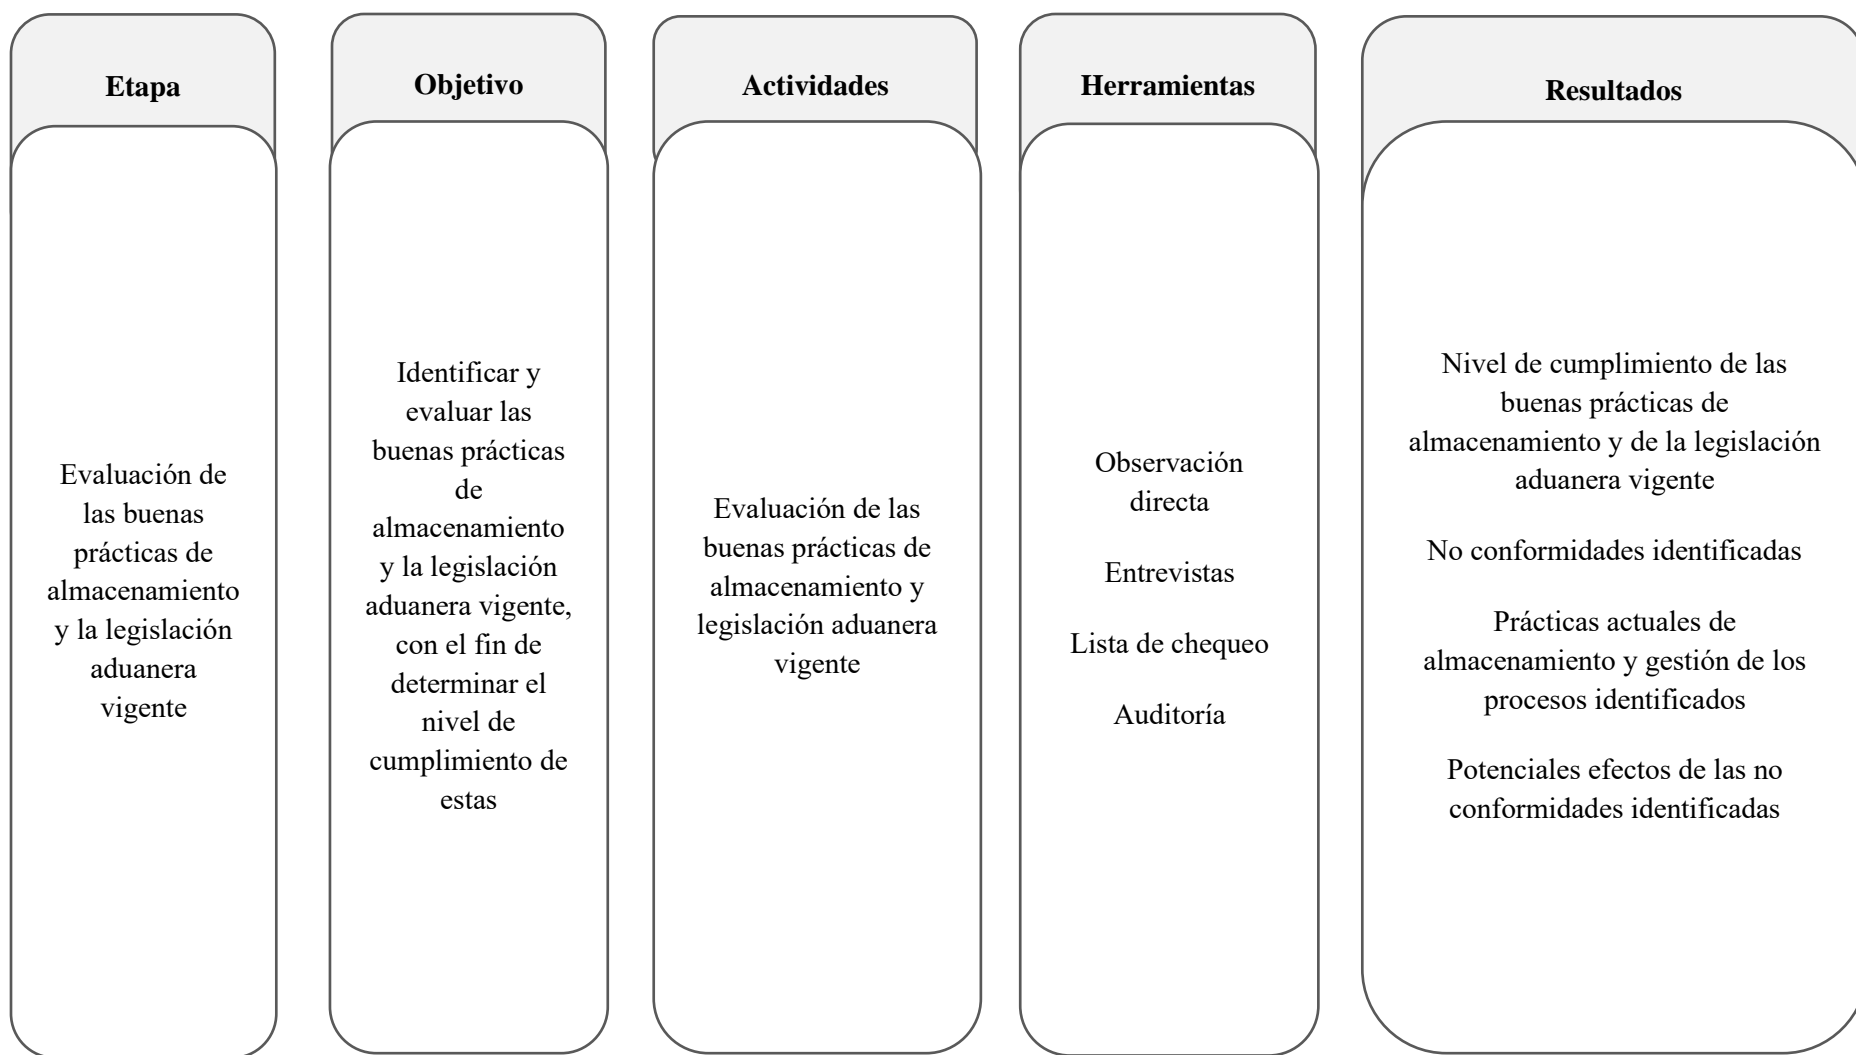 Etapa
Evaluación de
las buenas
prácticas de
almacenamiento
y la legislación
aduanera
vigente
Objetivo
Identificar y
evaluar las
buenas prácticas
de
almacenamiento
y la legislación
aduanera vigente,
con el fin de
determinar el
nivel de
cumplimiento de
estas
Actividades
Evaluación de las
buenas prácticas de
almacenamiento y
legislación aduanera
vigente
Herramientas
Observación
directa
Entrevistas
Lista de chequeo
Auditoría
Resultados
Nivel de cumplimiento de las
buenas prácticas de
almacenamiento y de la legislación
aduanera vigente
No conformidades identificadas
Prácticas actuales de
almacenamiento y gestión de los
procesos identificados
Potenciales efectos de las no
conformidades identificadas